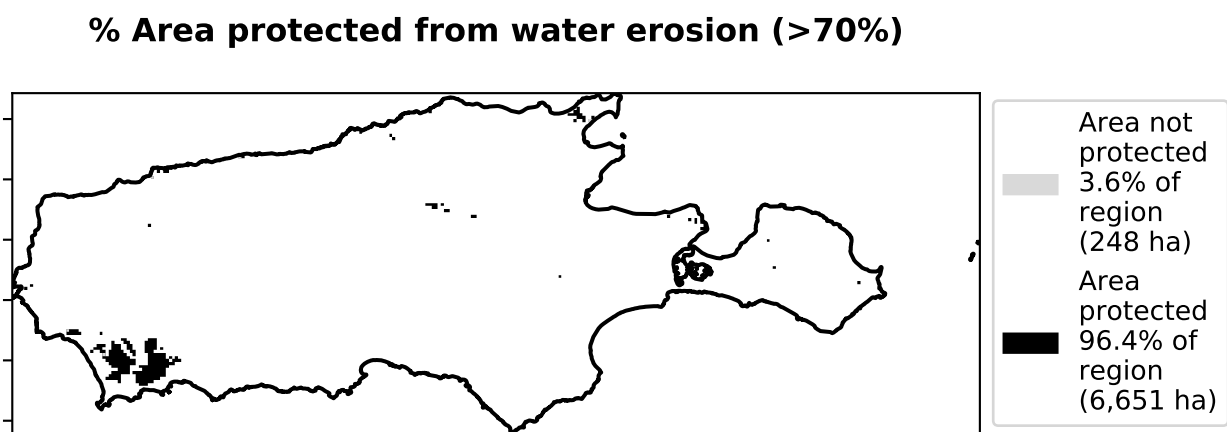 % Area protected from water erosion (>70%)
Area not
protected
3.6% of
region
(248 ha)
Area
protected
96.4% of
region
(6,651 ha)